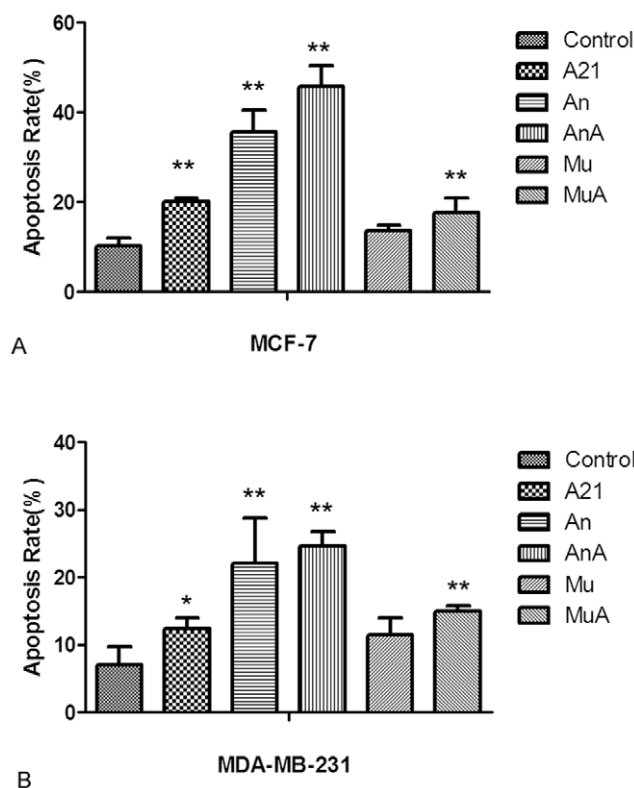 Apoptosis Rate(%)
60
40
20
0
**
**
**
**
Control
A21
An
AnA
Mu
MuA
A
MCF-7
Apoptosis Rate(%)
40
30
20
10
0
*
**
**
**
Control
A21
An
AnA
Mu
MuA
B
MDA-MB-231